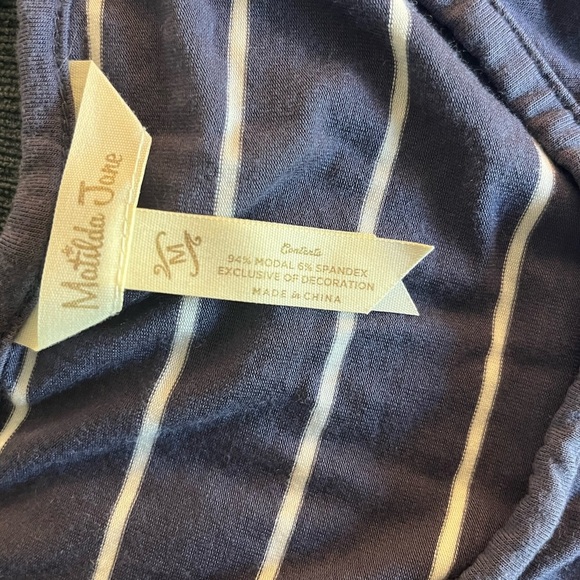 Matilda Jane
M
Contents
94% MODAL 6% SPANDEX
EXCLUSIVE OF DECORATION
MADE in CHINA